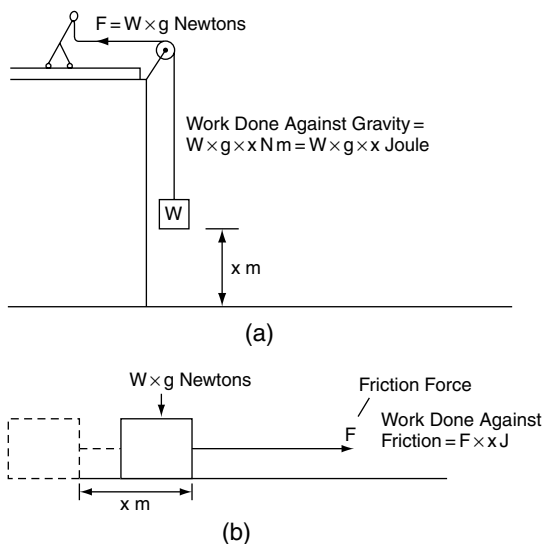 F = W × g Newtons
Work Done Against Gravity =
W × g × x N m = W × g × x Joule
W
x m
(a)
W × g Newtons
Friction Force
F
Work Done Against
Friction = F × x J
x m
(b)